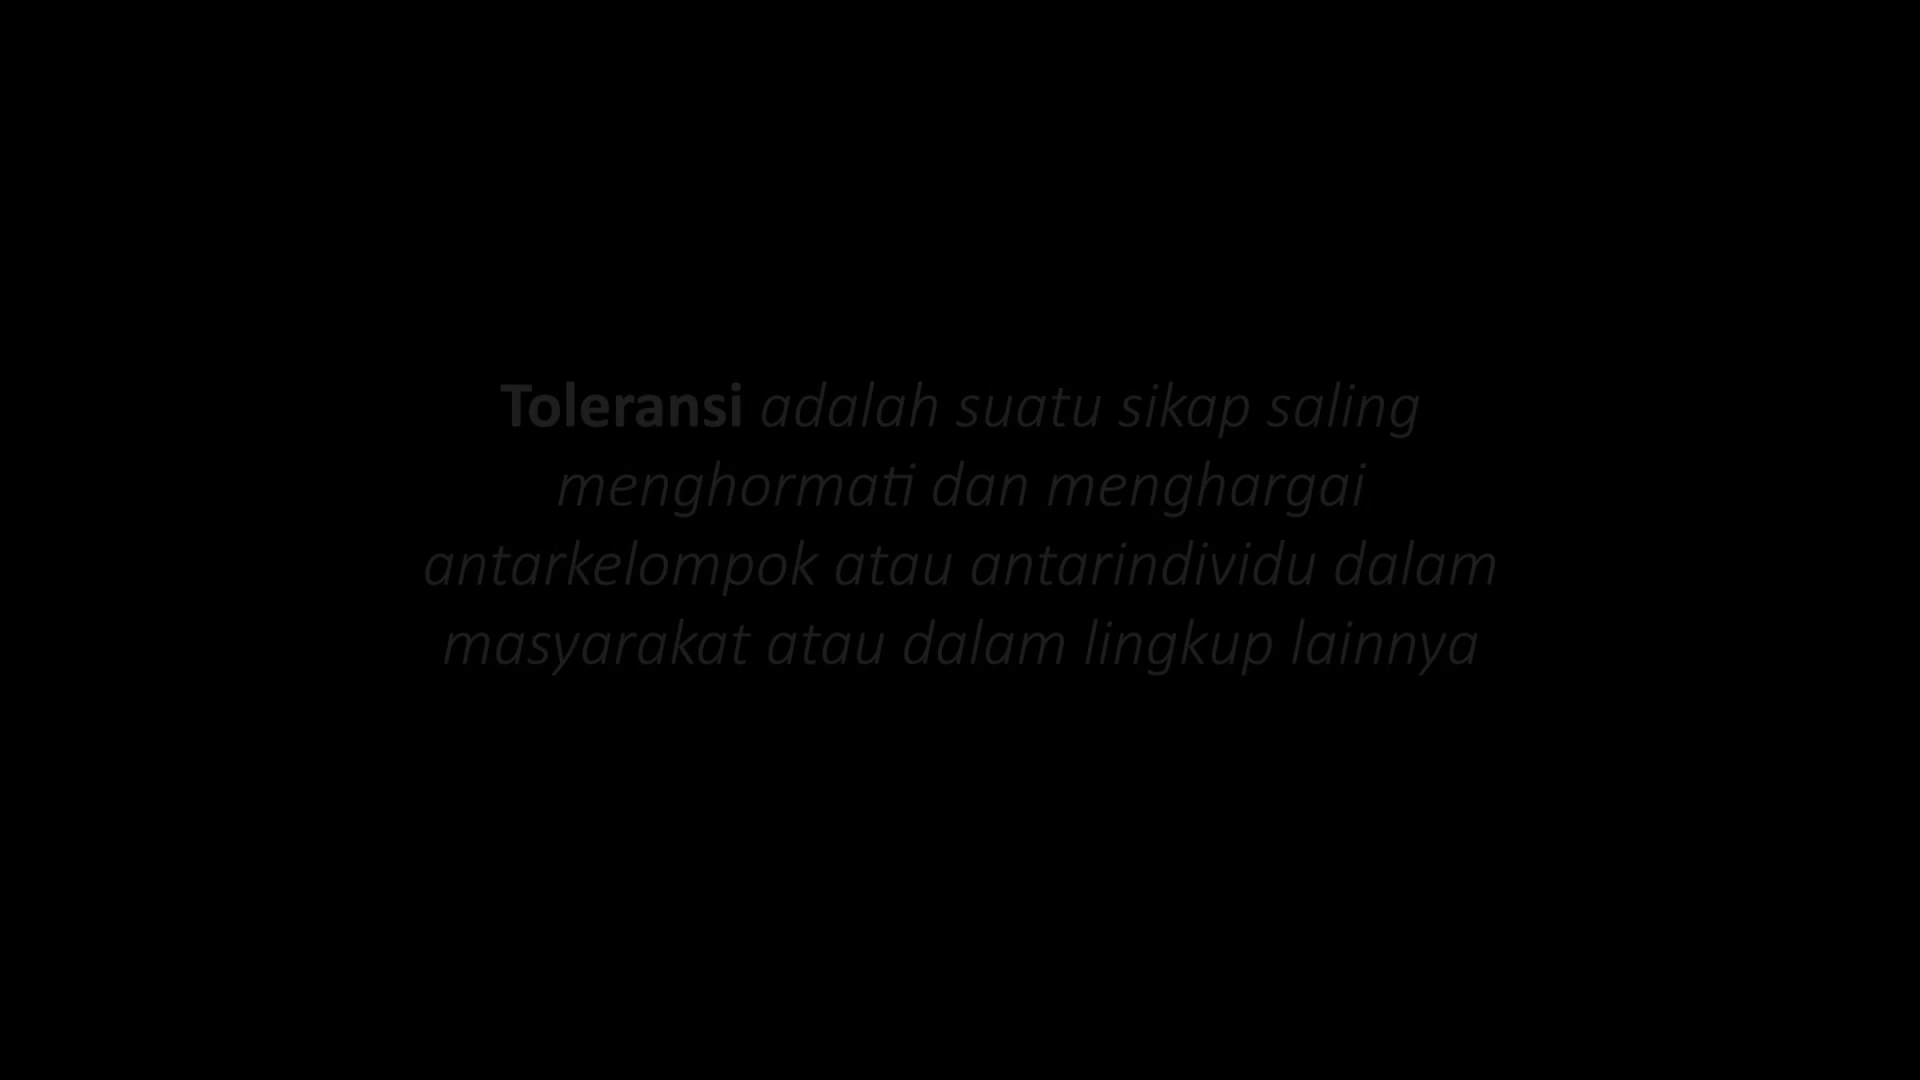 Toleransi adalah suatu sikap saling
menghormati dan menghargai
antarkelompok atau antarindividu dalam
masyarakat atau dalam lingkup lainnya